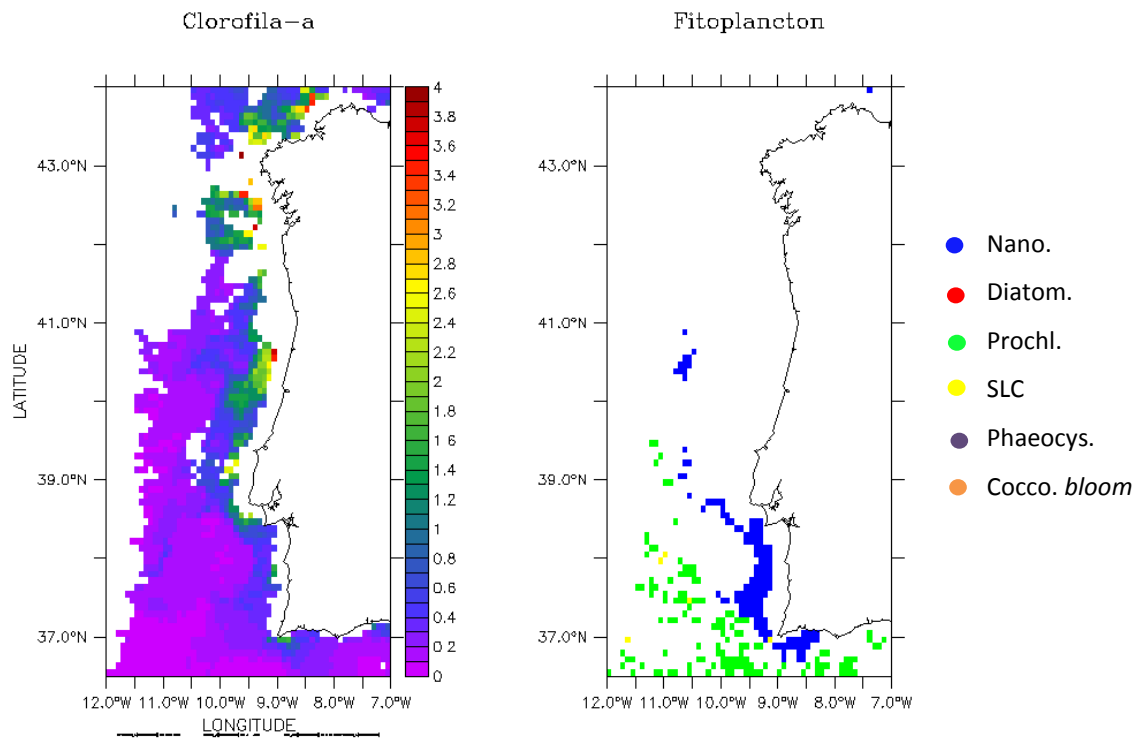 Clorofila-a
Fitoplancton
43.0°N
41.0°N
39.0°N
37.0°N
LATITUDE
12.0°W 11.0°W 10.0°W 9.0°W 8.0°W 7.0°W
LONGITUDE
4
3.8
3.6
3.4
3.2
3
2.8
2.6
2.4
2.2
2
1.8
1.6
1.4
1.2
1
0.8
0.6
0.4
0.2
0
43.0°N
41.0°N
39.0°N
37.0°N
12.0°W 11.0°W 10.0°W 9.0°W 8.0°W 7.0°W
Nano.
Diatom.
Prochl.
SLC
Phaeocys.
Cocco. bloom